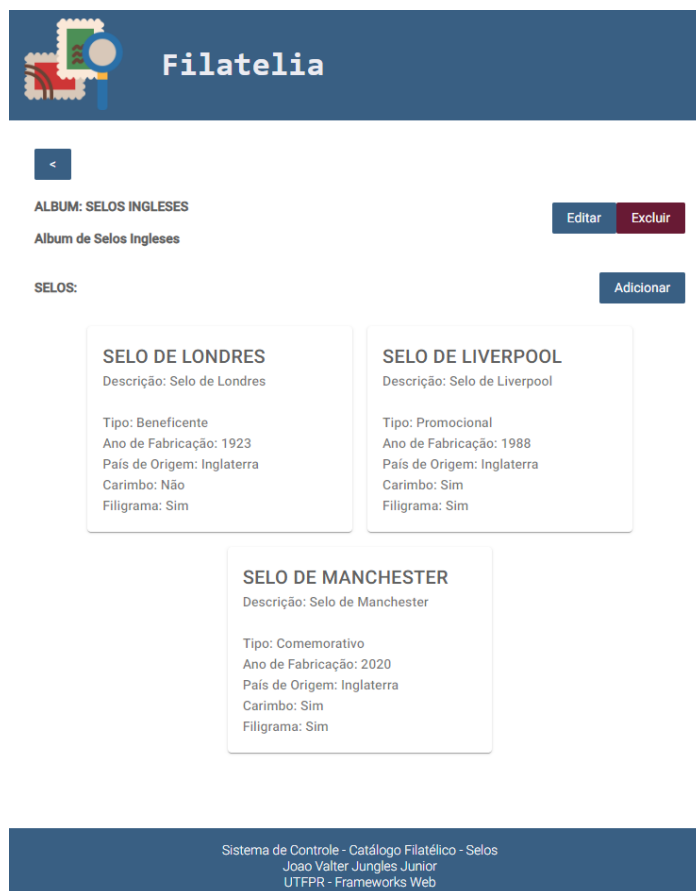 Filatelia
<
ALBUM: SELOS INGLESES
Album de Selos Ingleses
Editar
Excluir
SELOS:
Adicionar
SELO DE LONDRES
Descrição: Selo de Londres
Tipo: Beneficente
Ano de Fabricação: 1923
País de Origem: Inglaterra
Carimbo: Não
Filigrama: Sim
SELO DE LIVERPOOL
Descrição: Selo de Liverpool
Tipo: Promocional
Ano de Fabricação: 1988
País de Origem: Inglaterra
Carimbo: Sim
Filigrama: Sim
SELO DE MANCHESTER
Descrição: Selo de Manchester
Tipo: Comemorativo
Ano de Fabricação: 2020
País de Origem: Inglaterra
Carimbo: Sim
Filigrama: Sim
Sistema de Controle - Catálogo Filatélico - Selos
Joao Valter Jungles Junior
UTFPR - Frameworks Web